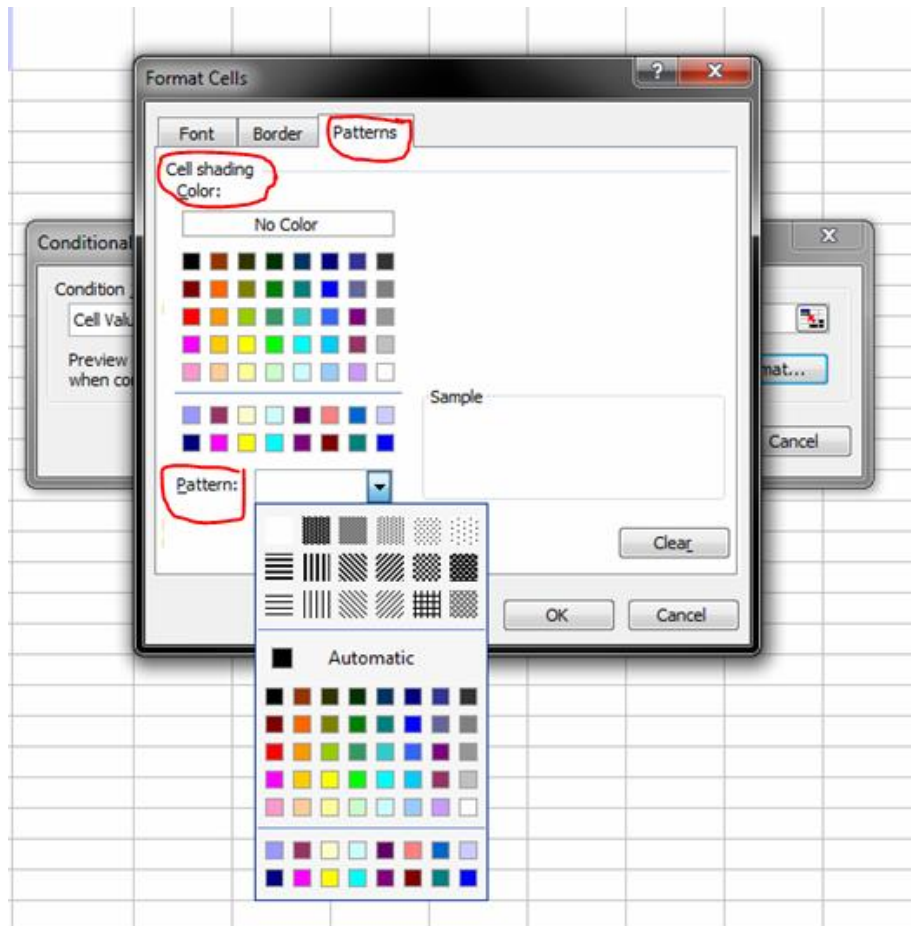 Format Cells
?
X
Font Border Patterns
Cell shading
Color:
No Color
Conditional
X
Condition
Cell Valu
Preview
when co
mat...
Sample
Cancel
Pattern:
Clear
OK Cancel
Automatic